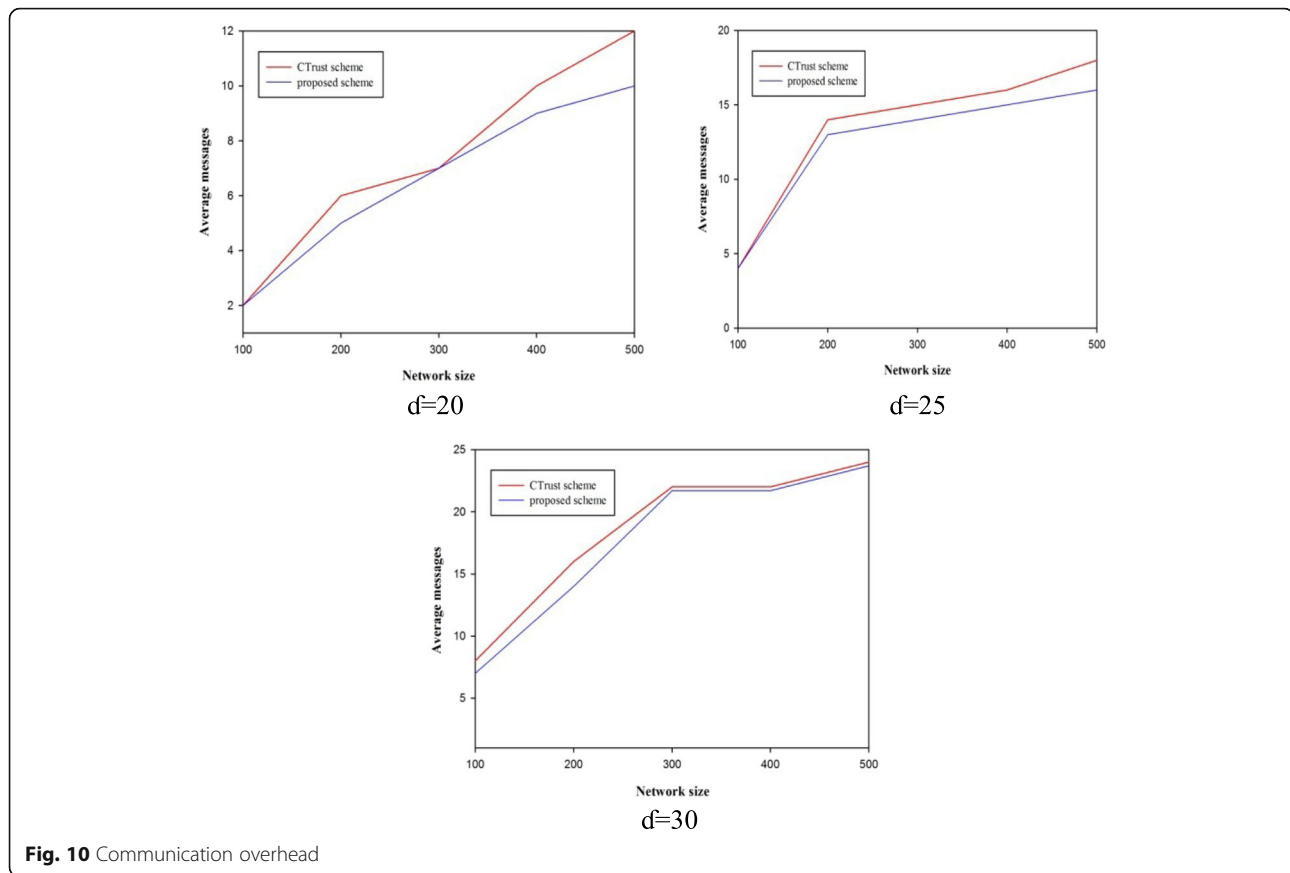 12
10
8
6
4
2
Average messages
CTrust scheme
proposed scheme
100 200 300 400 500
Network size
d=20
20
15
10
5
0
Average messages
CTrust scheme
proposed scheme
100 200 300 400 500
Network size
d=25
25
20
15
10
5
Average messages
CTrust scheme
proposed scheme
100 200 300 400 500
Network size
d=30
Fig. 10 Communication overhead